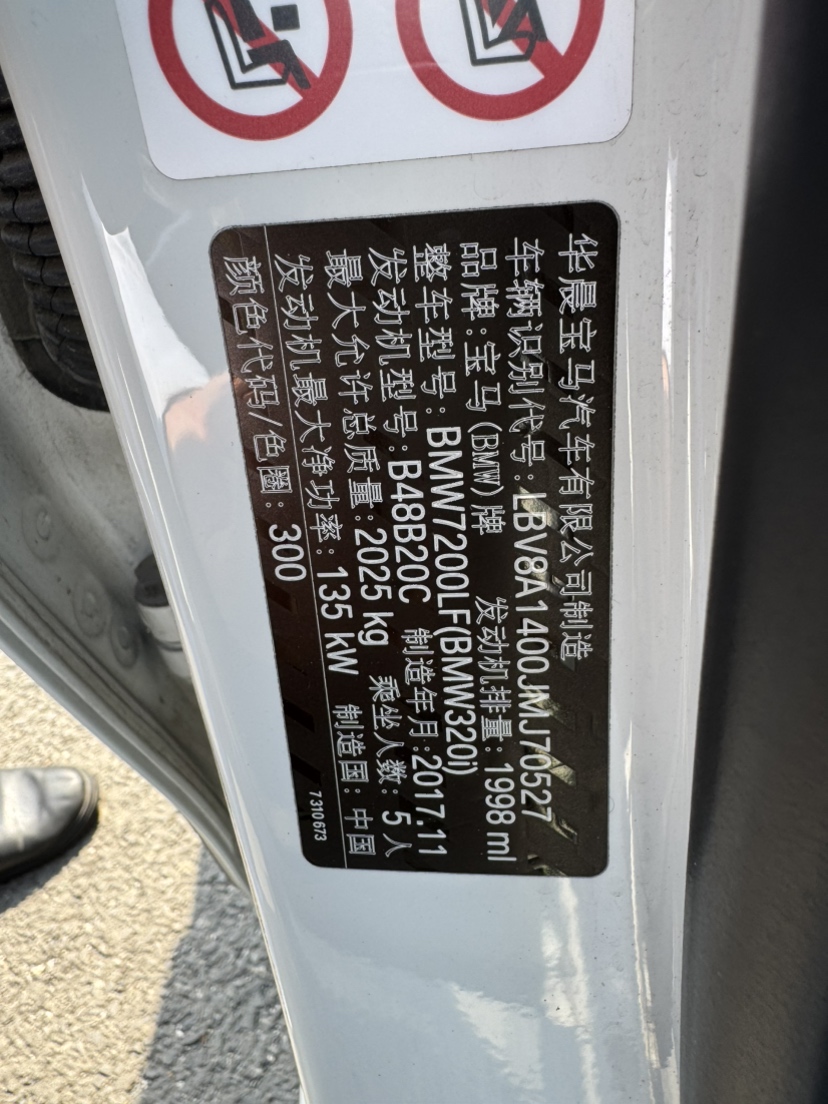 华晨宝马汽车有限公司制造
车辆识别代号:LBV8A1400JMJ70527
品牌:宝马(BMW)牌 发动机排量:1998 ml
整车型号:BMW7200LF(BMW320i)
发动机型号:B48B20C 制造年月:2017.11
最大允许总质量:2025 kg 乘坐人数:5人
发动机最大净功率:135 kW 制造国:中国
颜色代码/色圈:300 7310673